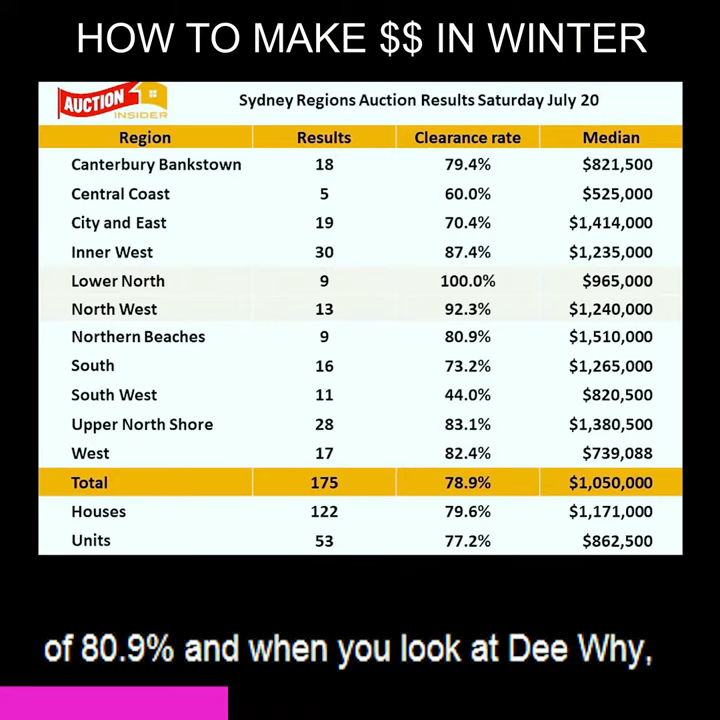 HOW TO MAKE $$ IN WINTER
AUCTION
INSIDER
Sydney Regions Auction Results Saturday July 20
Region Results Clearance rate Median
Canterbury Bankstown 18 79.4% $821,500
Central Coast 5 60.0% $525,000
City and East 19 70.4% $1,414,000
Inner West 30 87.4% $1,235,000
Lower North 9 100.0% $965,000
North West 13 92.3% $1,240,000
Northern Beaches 9 80.9% $1,510,000
South 16 73.2% $1,265,000
South West 11 44.0% $820,500
Upper North Shore 28 83.1% $1,380,500
West 17 82.4% $739,088
Total 175 78.9% $1,050,000
Houses 122 79.6% $1,171,000
Units 53 77.2% $862,500
of 80.9% and when you look at Dee Why,